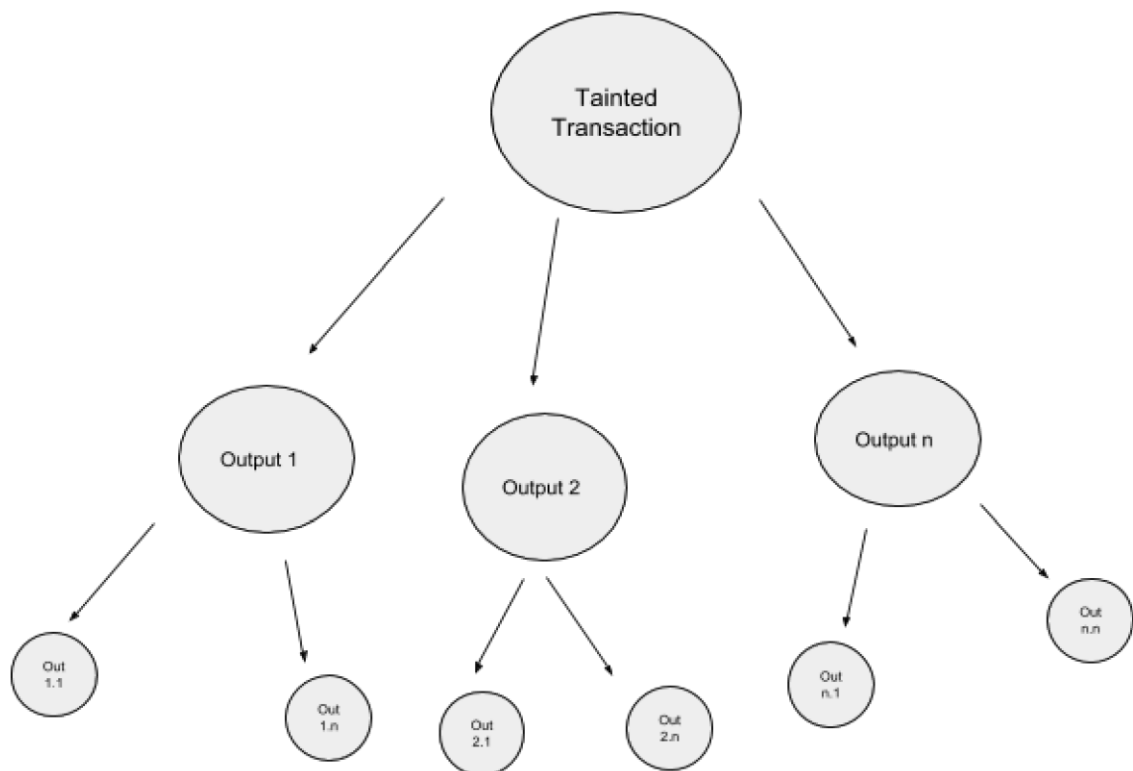 Tainted
Transaction
Output 1
Output 2
Output n
Out
1.1
Out
1.n
Out
2.1
Out
2.n
Out
n.1
Out
n.n